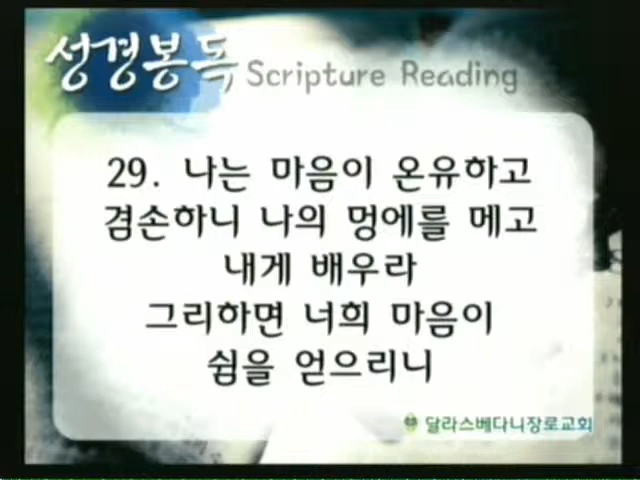 성경봉독 Scripture Reading
29. 나는 마음이 온유하고
겸손하니 나의 멍에를 메고
내게 배우라
그리하면 너희 마음이
쉼을 얻으리니
달라스베다니장로교회